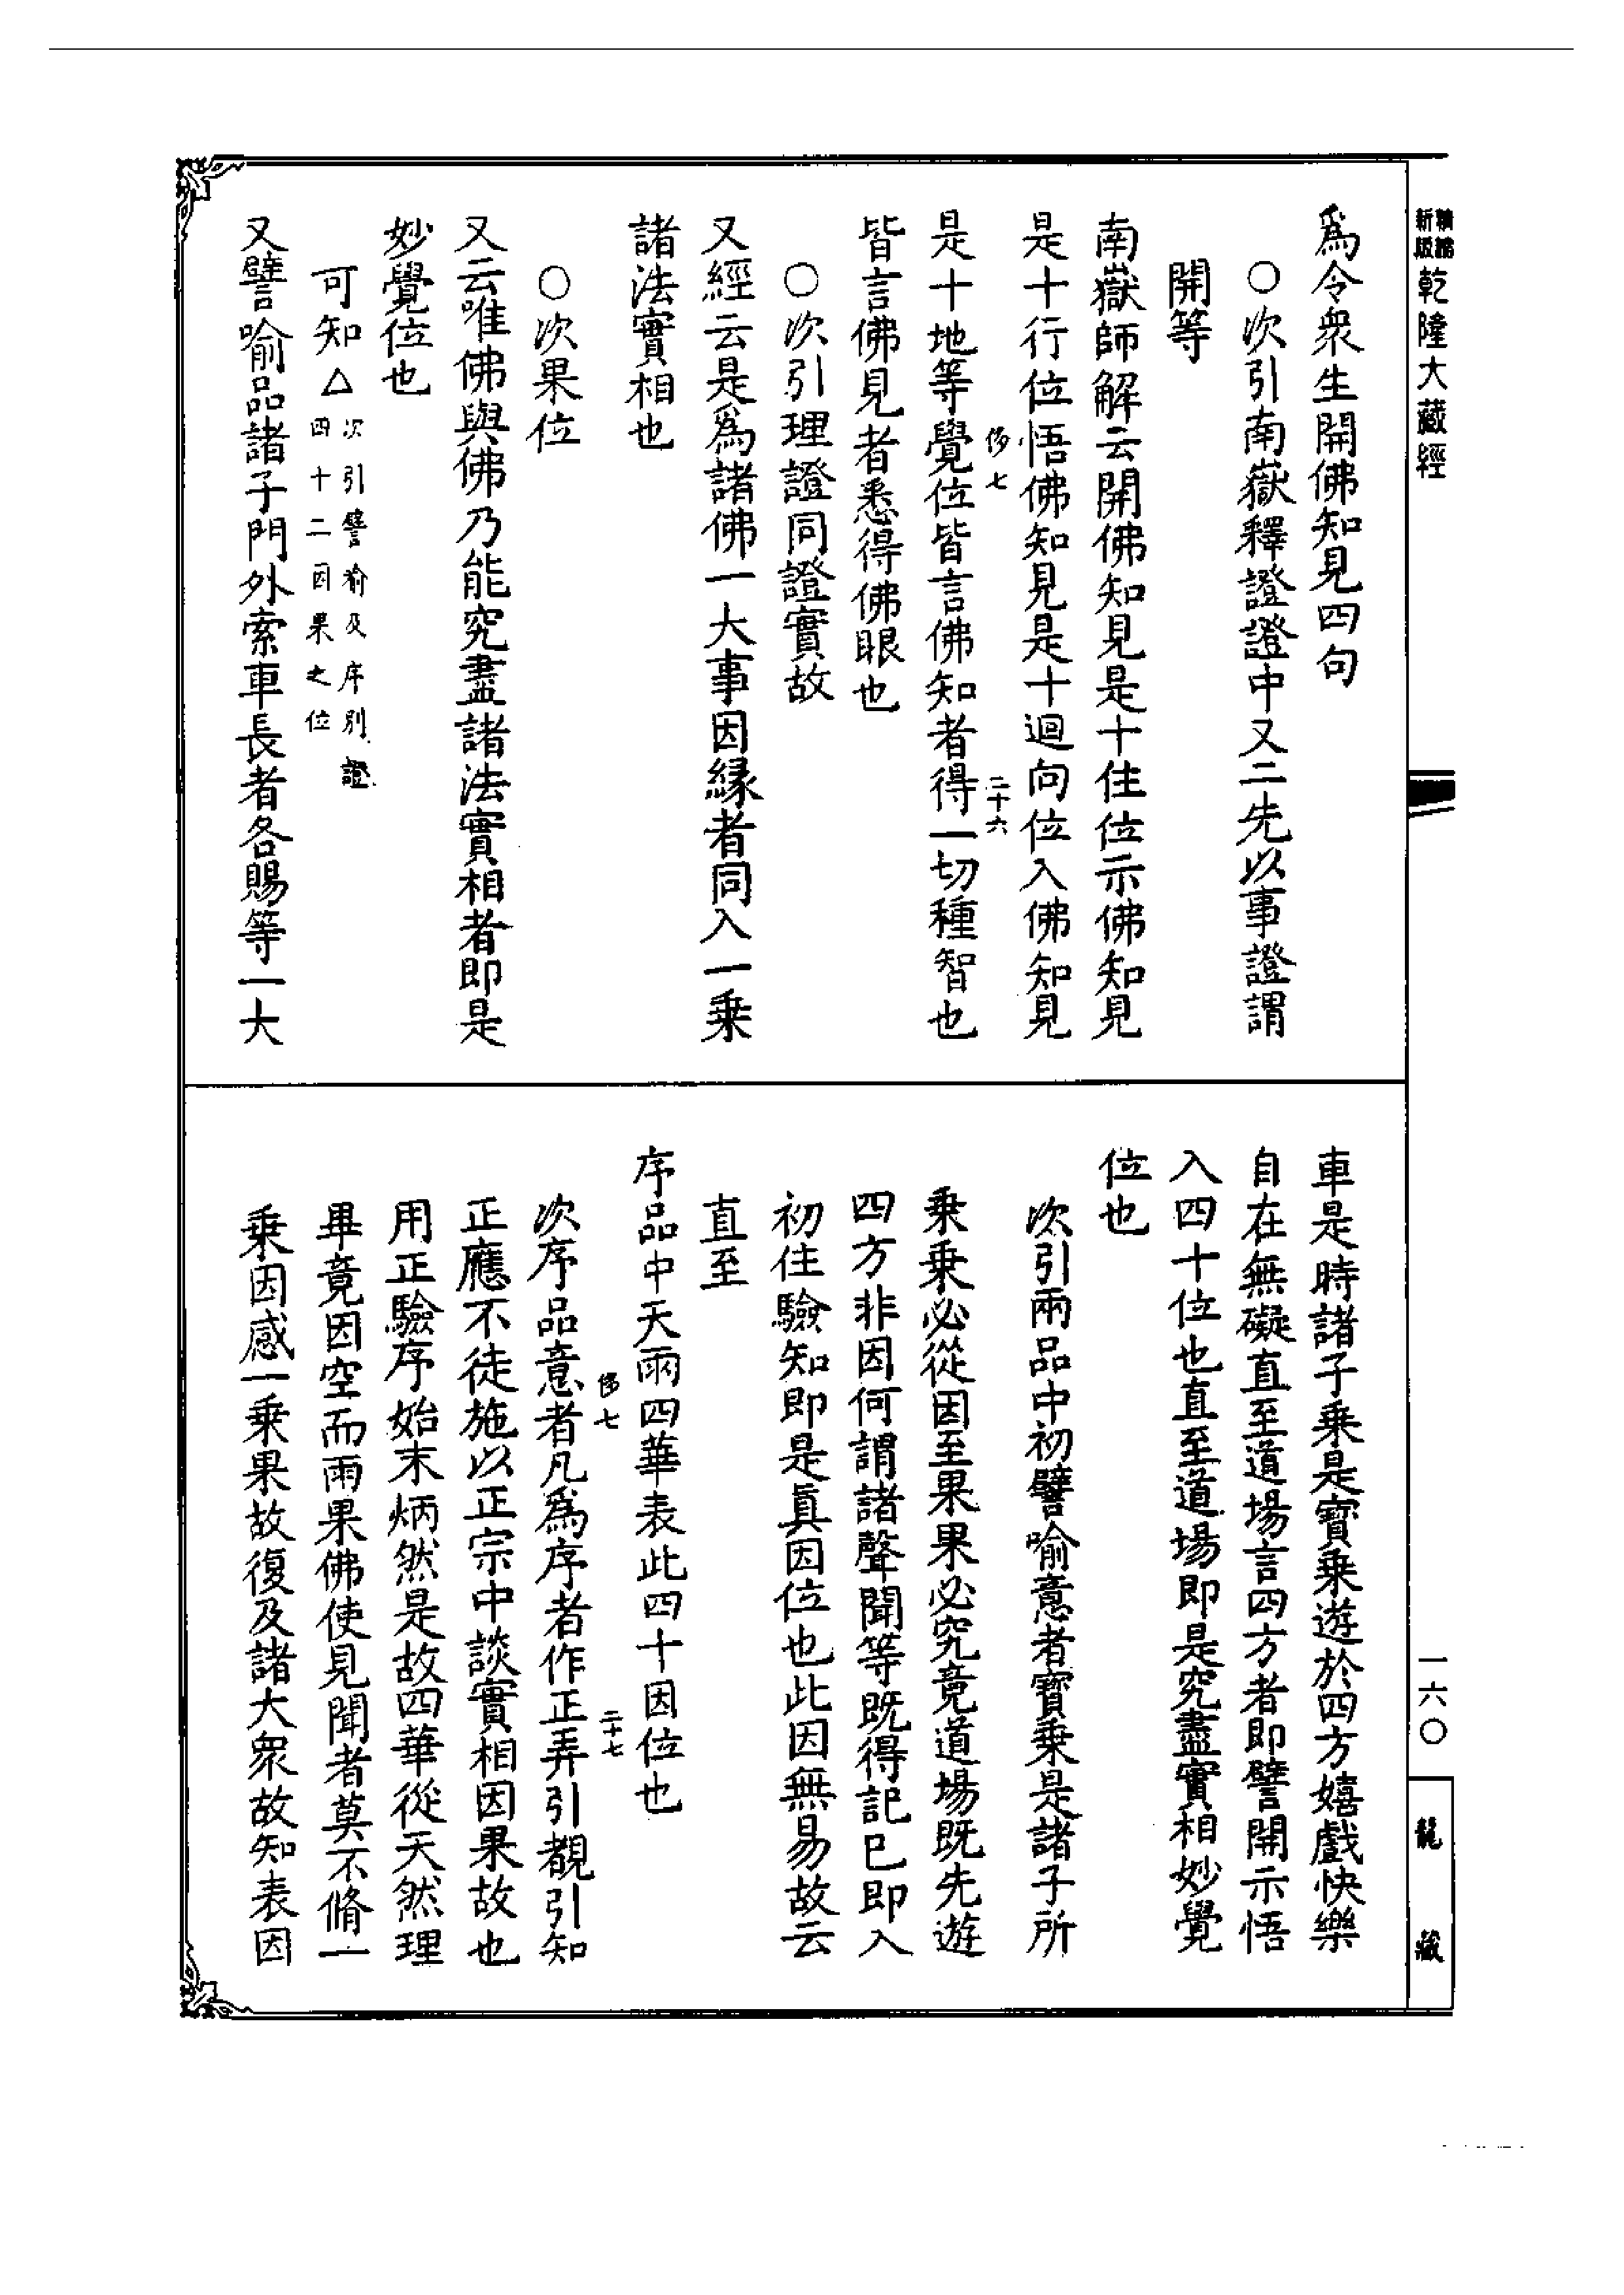 新編縮版乾隆大藏經
為令衆生開佛知見四句
○次引南嶽釋證證中又二先以事證謂
開等
南嶽師解云開佛知見是十住位示佛知見
是十行位悟佛知見是十迴向位入佛知見
是十地等覺位皆言佛知者得一切種智也
皆言佛見者悉得佛眼也
○次引理證同證實故
又經云是為諸佛一大事因緣者同入一乘
諸法實相也
○次果位
又云唯佛與佛乃能究盡諸法實相者即是
妙覺位也
可知△次引譬喻及序別證
四十二因果之位
又譬喻品諸子門外索車長者各賜等一大
車是時諸子乘是寶乘遊於四方嬉戲快樂
自在無礙直至道場言四方者即譬開示悟
入四十位也直至道場即是究盡實相妙覺
位也
次引兩品中初譬喻意者寶乘是諸子所
乘乘必從因至果果必究竟道場既先遊
四方非因何謂諸聲聞等既得記已即入
初住驗知即是真因位也此因無易故云
直至
序品中天雨四華表此四十因位也
次序品意者凡為序者作正弄引覩引知
正應不徒施以正宗中談實相因果故也
用正驗序始末炳然是故四華從天然理
畢竟因空而雨果佛使見聞者莫不脩一
乘因感一乘果故復及諸大衆故知表因
二十六
二十七
一六〇
龍藏